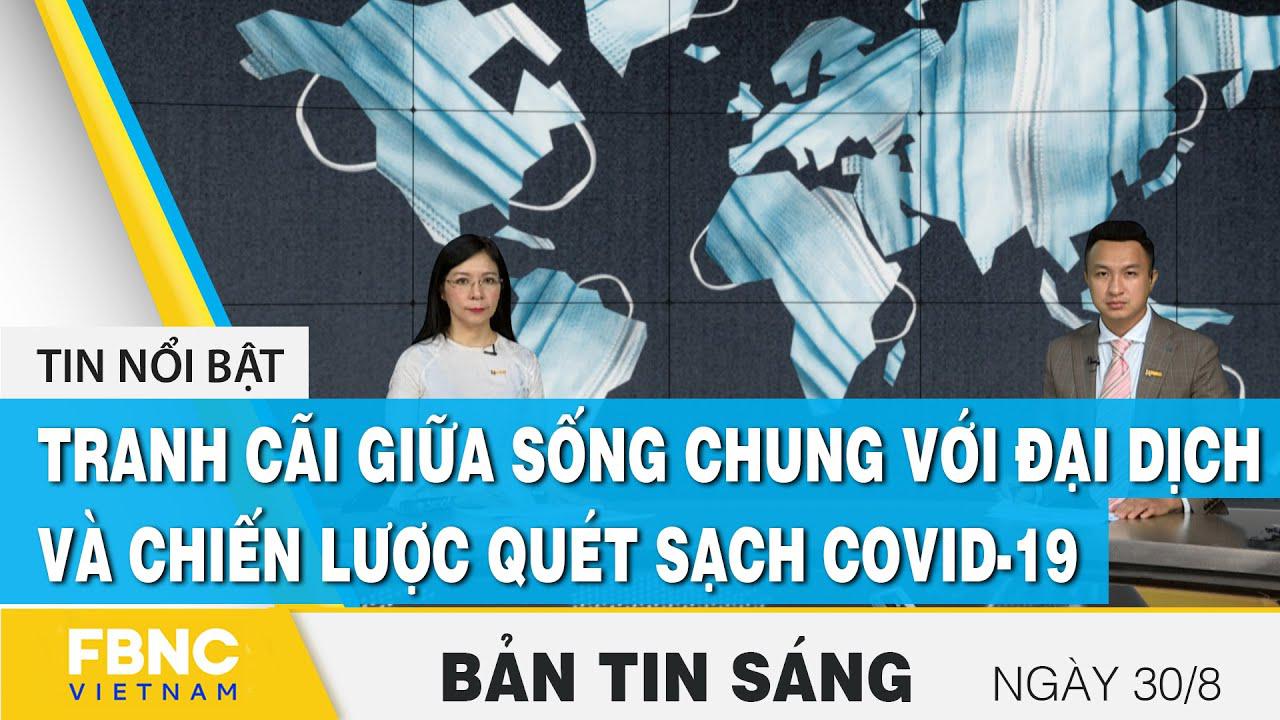 TIN NỔI BẬT
TRANH CÃI GIỮA SỐNG CHUNG VỚI ĐẠI DỊCH
VÀ CHIẾN LƯỢC QUÉT SẠCH COVID-19
FBNC
VIETNAM
BẢN TIN SÁNG
NGÀY 30/8